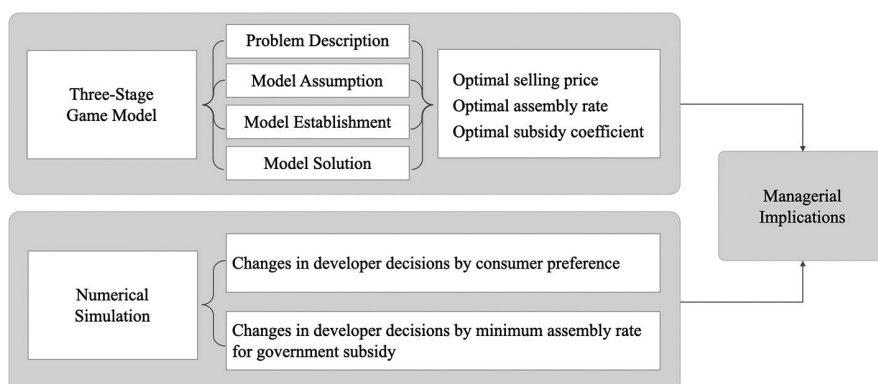 Three-Stage
Game Model
Problem Description
Model Assumption
Model Establishment
Model Solution
Optimal selling price
Optimal assembly rate
Optimal subsidy coefficient
Managerial
Implications
Numerical
Simulation
Changes in developer decisions by consumer preference
Changes in developer decisions by minimum assembly rate
for government subsidy